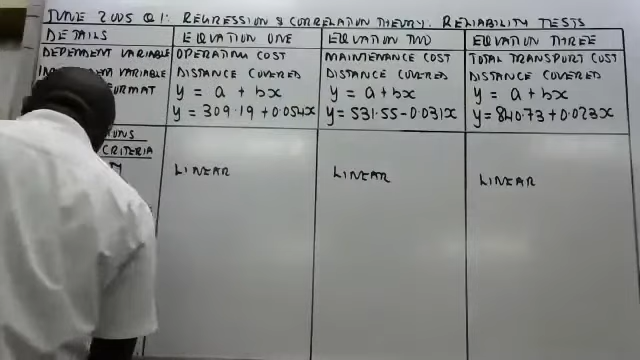 JUNE 2005 Q1: REGRESSION & CORRELATION THEORY: RELIABILITY TESTS
DETAILS EQUATION ONE EQUATION TWO EQUATION THREE
DEPENDENT VARIABLE OPERATING COST MAINTENANCE COST TOTAL TRANSPORT COST
VARIABLE DISTANCE COVERED DISTANCE COVERED DISTANCE COVERED
FORMAT y = a + bx y = a + bx y = a + bx
y = 309.19 + 0.054x y = 531.55 - 0.031x y = 840.73 + 0.023x
CRITERIA
LINEAR LINEAR LINEAR